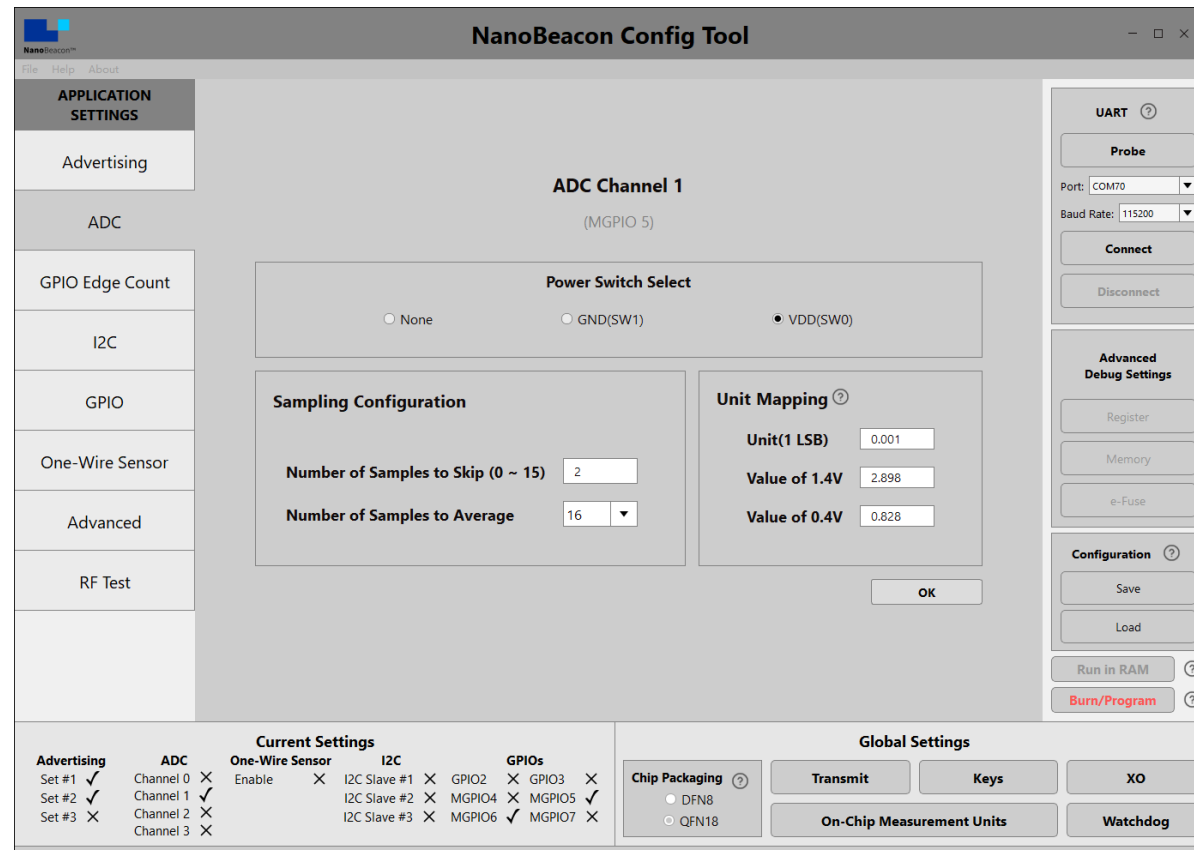 NanoBeacon™
NanoBeacon Config Tool
File Help About
APPLICATION
SETTINGS
Advertising
ADC
GPIO Edge Count
I2C
GPIO
One-Wire Sensor
Advanced
RF Test
ADC Channel 1
(MGPIO 5)
Power Switch Select
None GND(SW1) VDD(SW0)
Sampling Configuration
Number of Samples to Skip (0 ~ 15) 2
Number of Samples to Average 16
Unit Mapping ?
Unit(1 LSB) 0.001
Value of 1.4V 2.898
Value of 0.4V 0.828
OK
UART ?
Probe
Port: COM70
Baud Rate: 115200
Connect
Disconnect
Advanced
Debug Settings
Register
Memory
e-Fuse
Configuration ?
Save
Load
Run in RAM ?
Burn/Program ?
Current Settings
Advertising ADC One-Wire Sensor I2C GPIOs
Set #1 Channel 0 Enable I2C Slave #1 GPIO2 GPIO3
Set #2 Channel 1 I2C Slave #2 MGPIO4 MGPIO5
Set #3 Channel 2 I2C Slave #3 MGPIO6 MGPIO7
Channel 3
Global Settings
Chip Packaging ?
DFN8
QFN18
Transmit Keys XO
On-Chip Measurement Units Watchdog